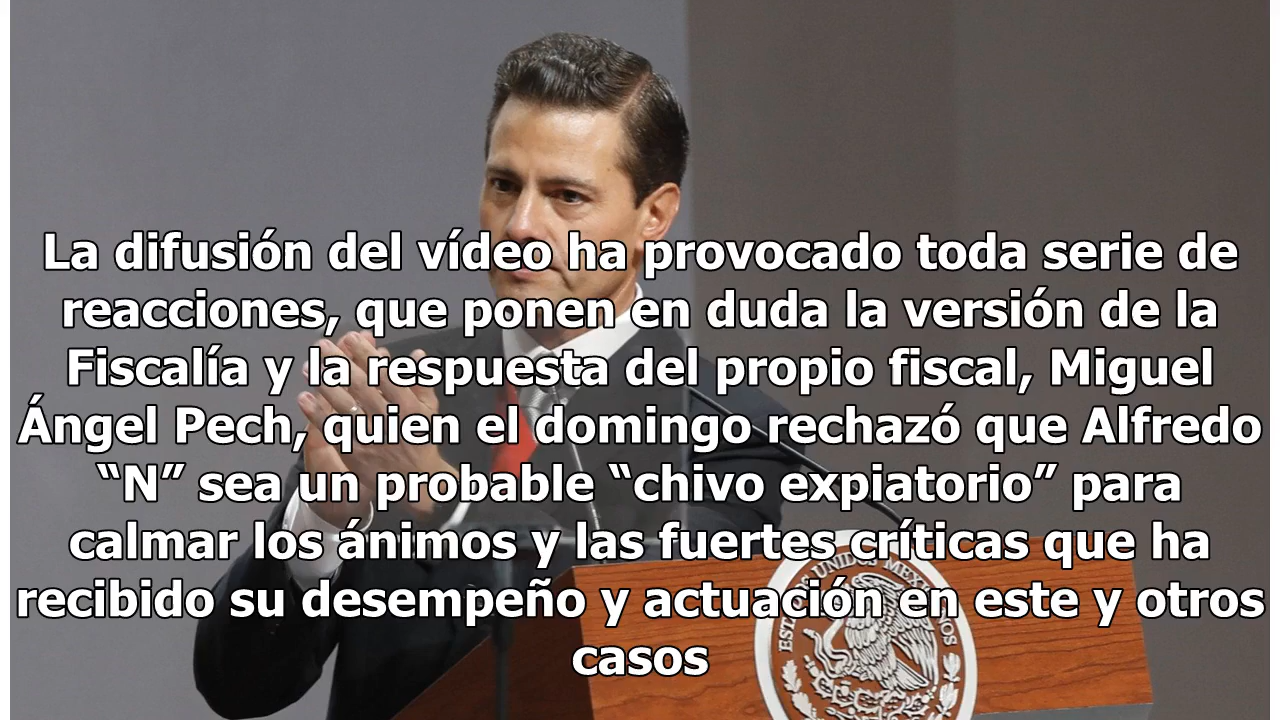 La difusión del vídeo ha provocado toda serie de
reacciones, que ponen en duda la versión de la
Fiscalía y la respuesta del propio fiscal, Miguel
Ángel Pech, quien el domingo rechazó que Alfredo
“N” sea un probable “chivo expiatorio” para
calmar los ánimos y las fuertes críticas que ha
recibido su desempeño y actuación en este y otros
casos
UNIDOS MEXICANOS